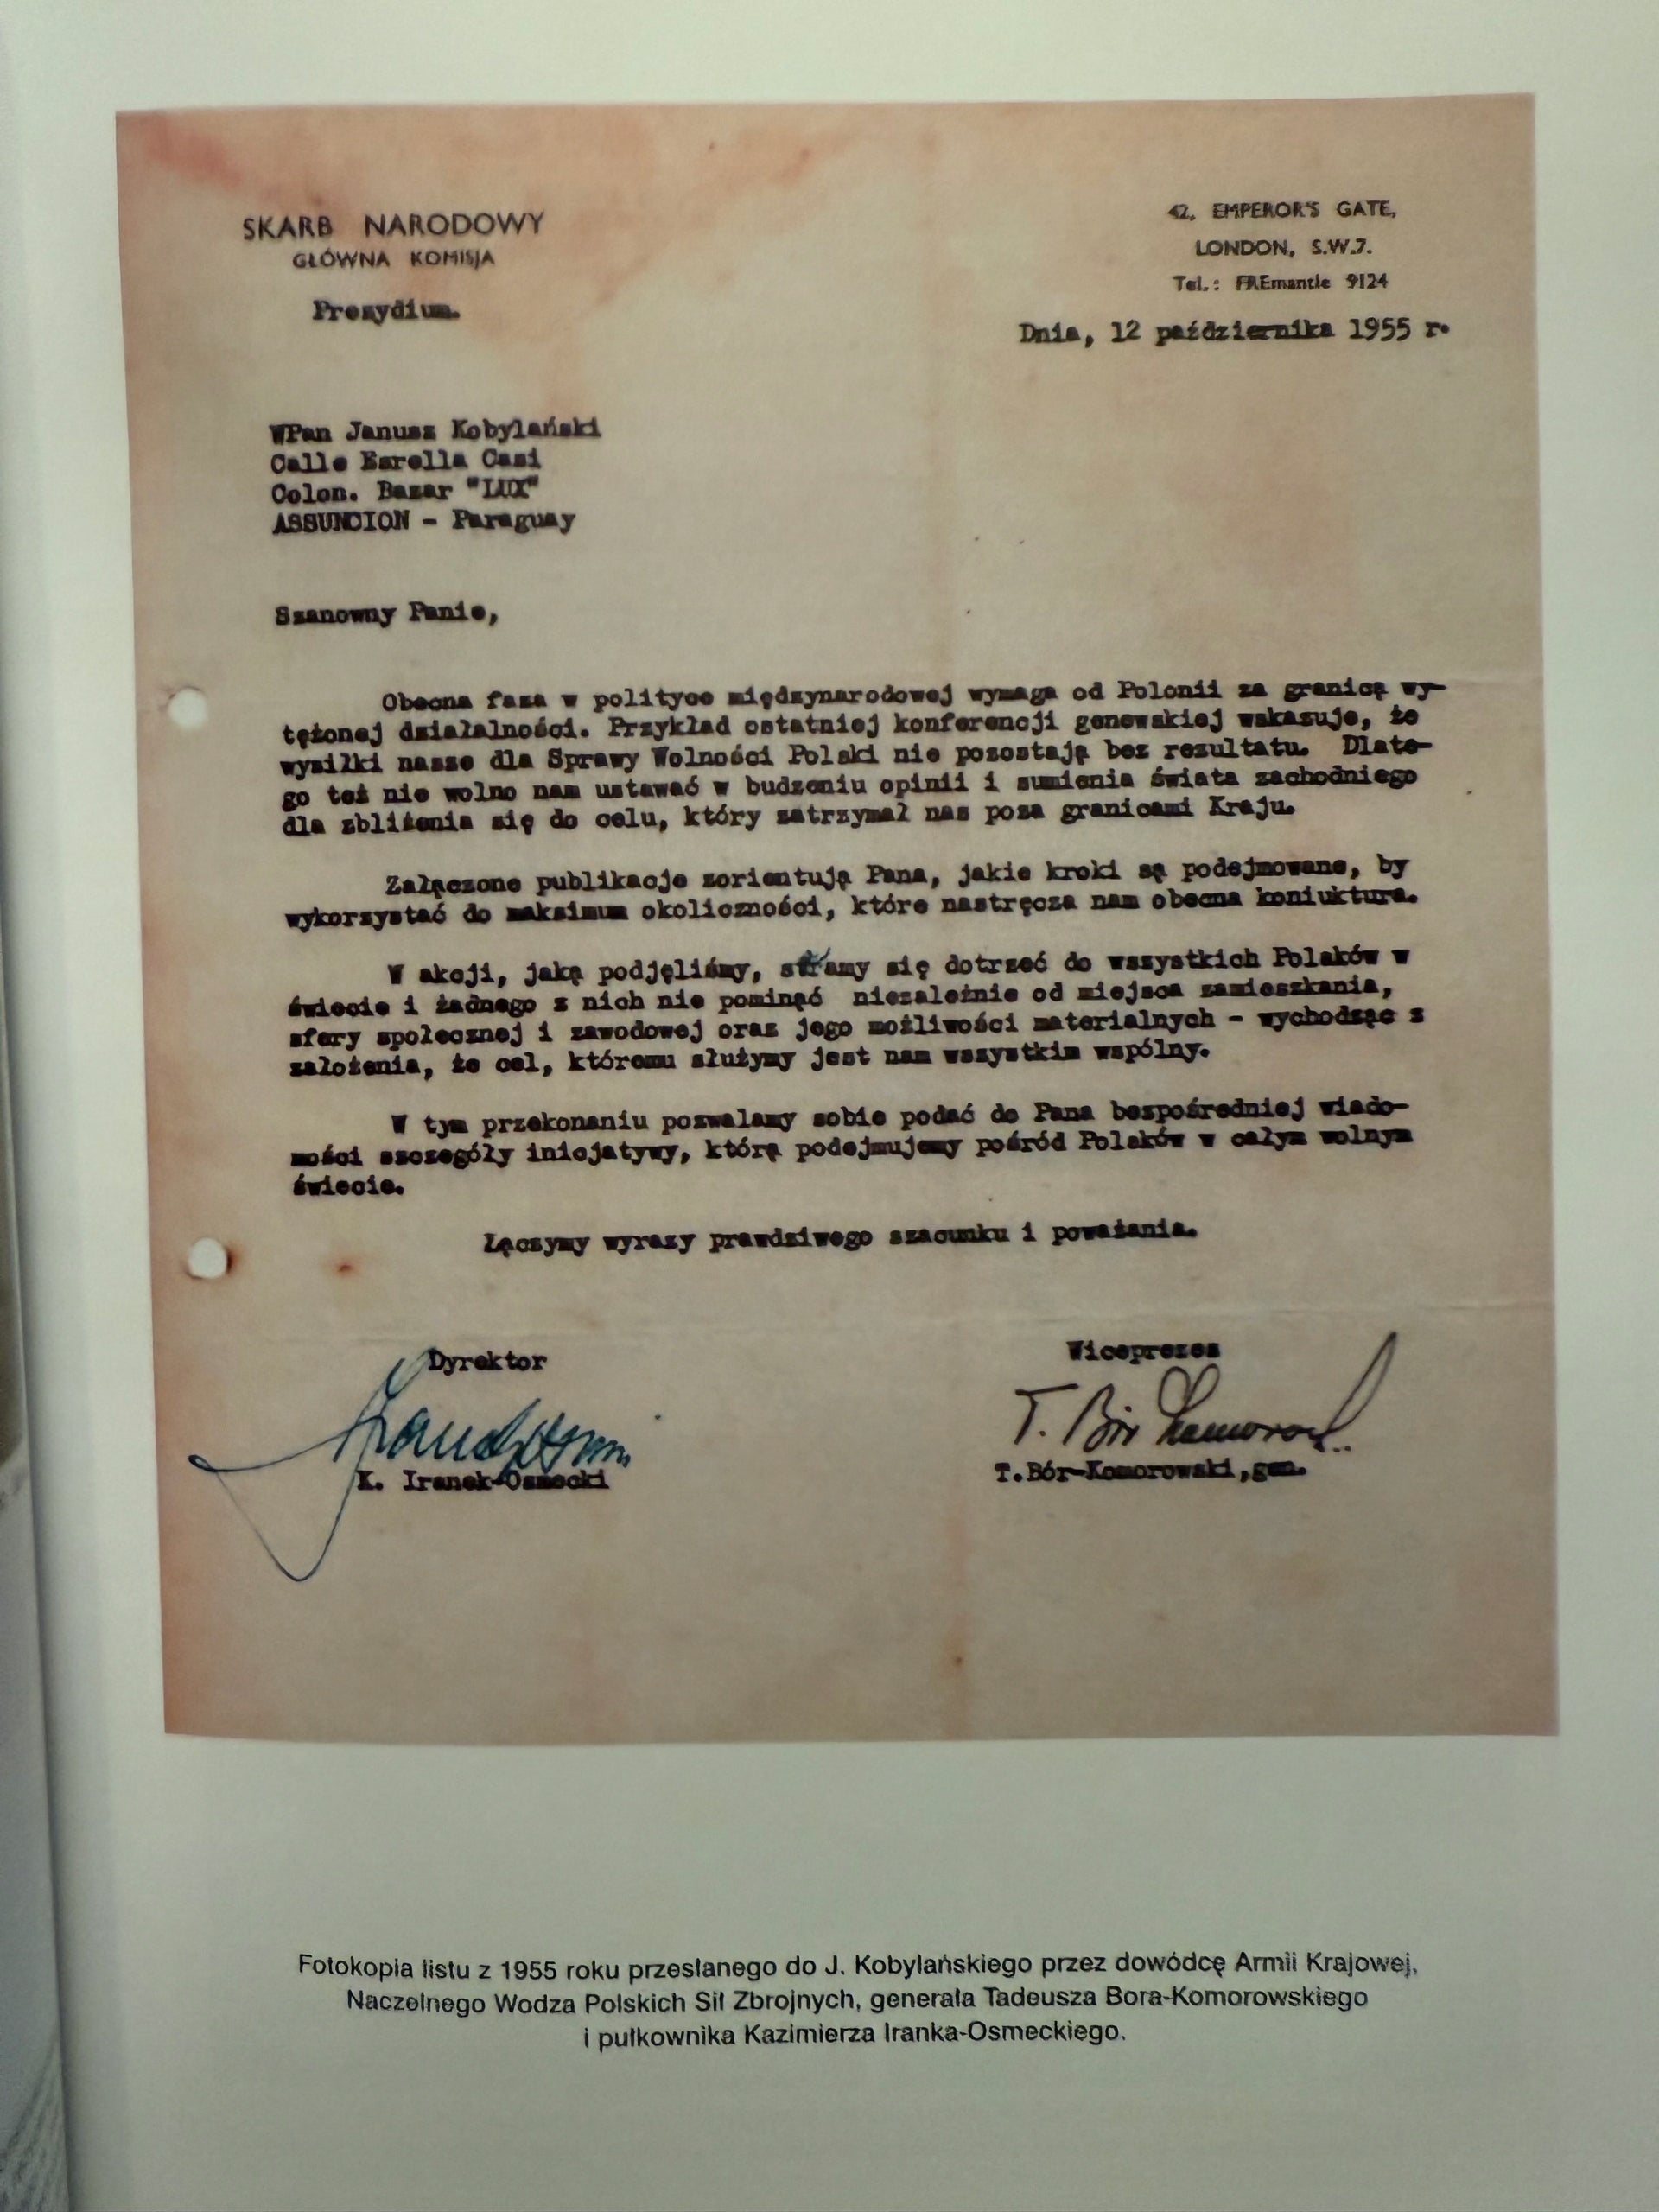 SKARB NARODOWY
GŁÓWNA KOMISJA
Prezydium.
42, EMPEROR'S GATE,
LONDON, S.W.7.
Tel.: FREmantle 9124
Dnia, 12 października 1955 r.
WPan Janusz Kobylański
Calle Esrella Casi
Colon. Bazar "LUX"
ASSUNCION - Paraguay
Szanowny Panie,
Obecna faza w polityce międzynarodowej wymaga od Polonii za granicą wy-
tężonej działalności. Przykład ostatniej konferencji genewskiej wskazuje, że
wysiłki nasze dla Sprawy Wolności Polski nie pozostają bez rezultatu. Dlate-
go też nie wolno nam ustawać w budzeniu opinii i sumienia świata zachodniego
dla zbliżenia się do celu, który zatrzymał nas poza granicami Kraju.
Załączone publikacje zorientują Pana, jakie kroki są podejmowane, by
wykorzystać do maksimum okoliczności, które nastręcza nam obecna koniuktura.
W akcji, jaką podjęliśmy, stramy się dotrzeć do wszystkich Polaków w
świecie i żadnego z nich nie pominąć niezależnie od miejsca zamieszkania,
sfery społecznej i zawodowej oraz jego możliwości materialnych - wychodząc z
założenia, że cel, któremu służymy jest nam wszystkim wspólny.
W tym przekonaniu pozwalamy sobie podać do Pana bezpośredniej wiado-
mości szczegóły inicjatywy, którą podejmujemy pośród Polaków w całym wolnym
świecie.
Łączymy wyrazy prawdziwego szacunku i poważania.
Dyrektor
K. Iranek-Osmecki
Wiceprezes
T. Bór Komorowski
T.Bór-Komorowski,gen.
Fotokopia listu z 1955 roku przesłanego do J. Kobylańskiego przez dowódcę Armii Krajowej,
Naczelnego Wodza Polskich Sił Zbrojnych, generała Tadeusza Bora-Komorowskiego
i pułkownika Kazimierza Iranka-Osmeckiego.